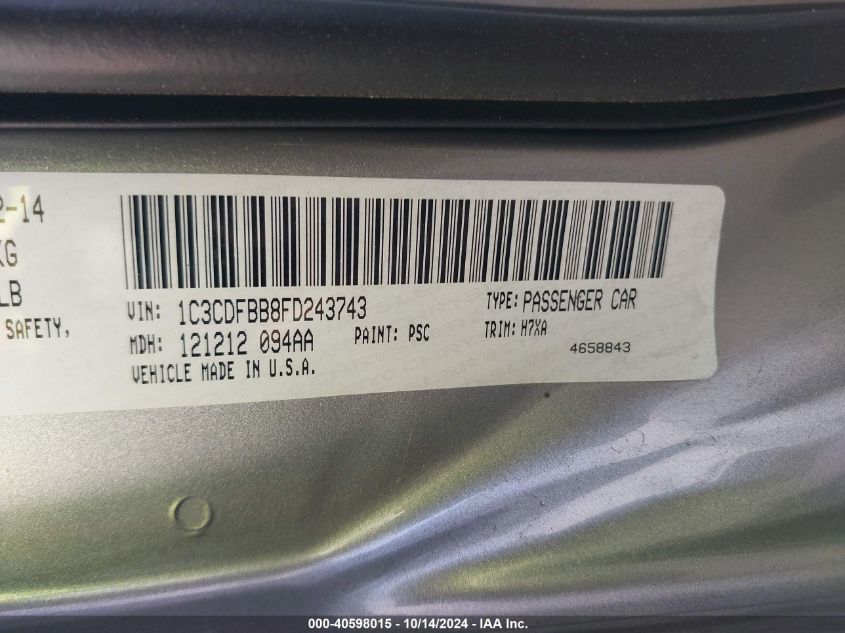 2-14
KG
LB
SAFETY,
VIN: 1C3CDFBB8FD243743 TYPE: PASSENGER CAR
MDH: 121212 094AA PAINT: PSC TRIM: H7XA
4658843
VEHICLE MADE IN U.S.A.
000-40598015 - 10/14/2024 - IAA Inc.